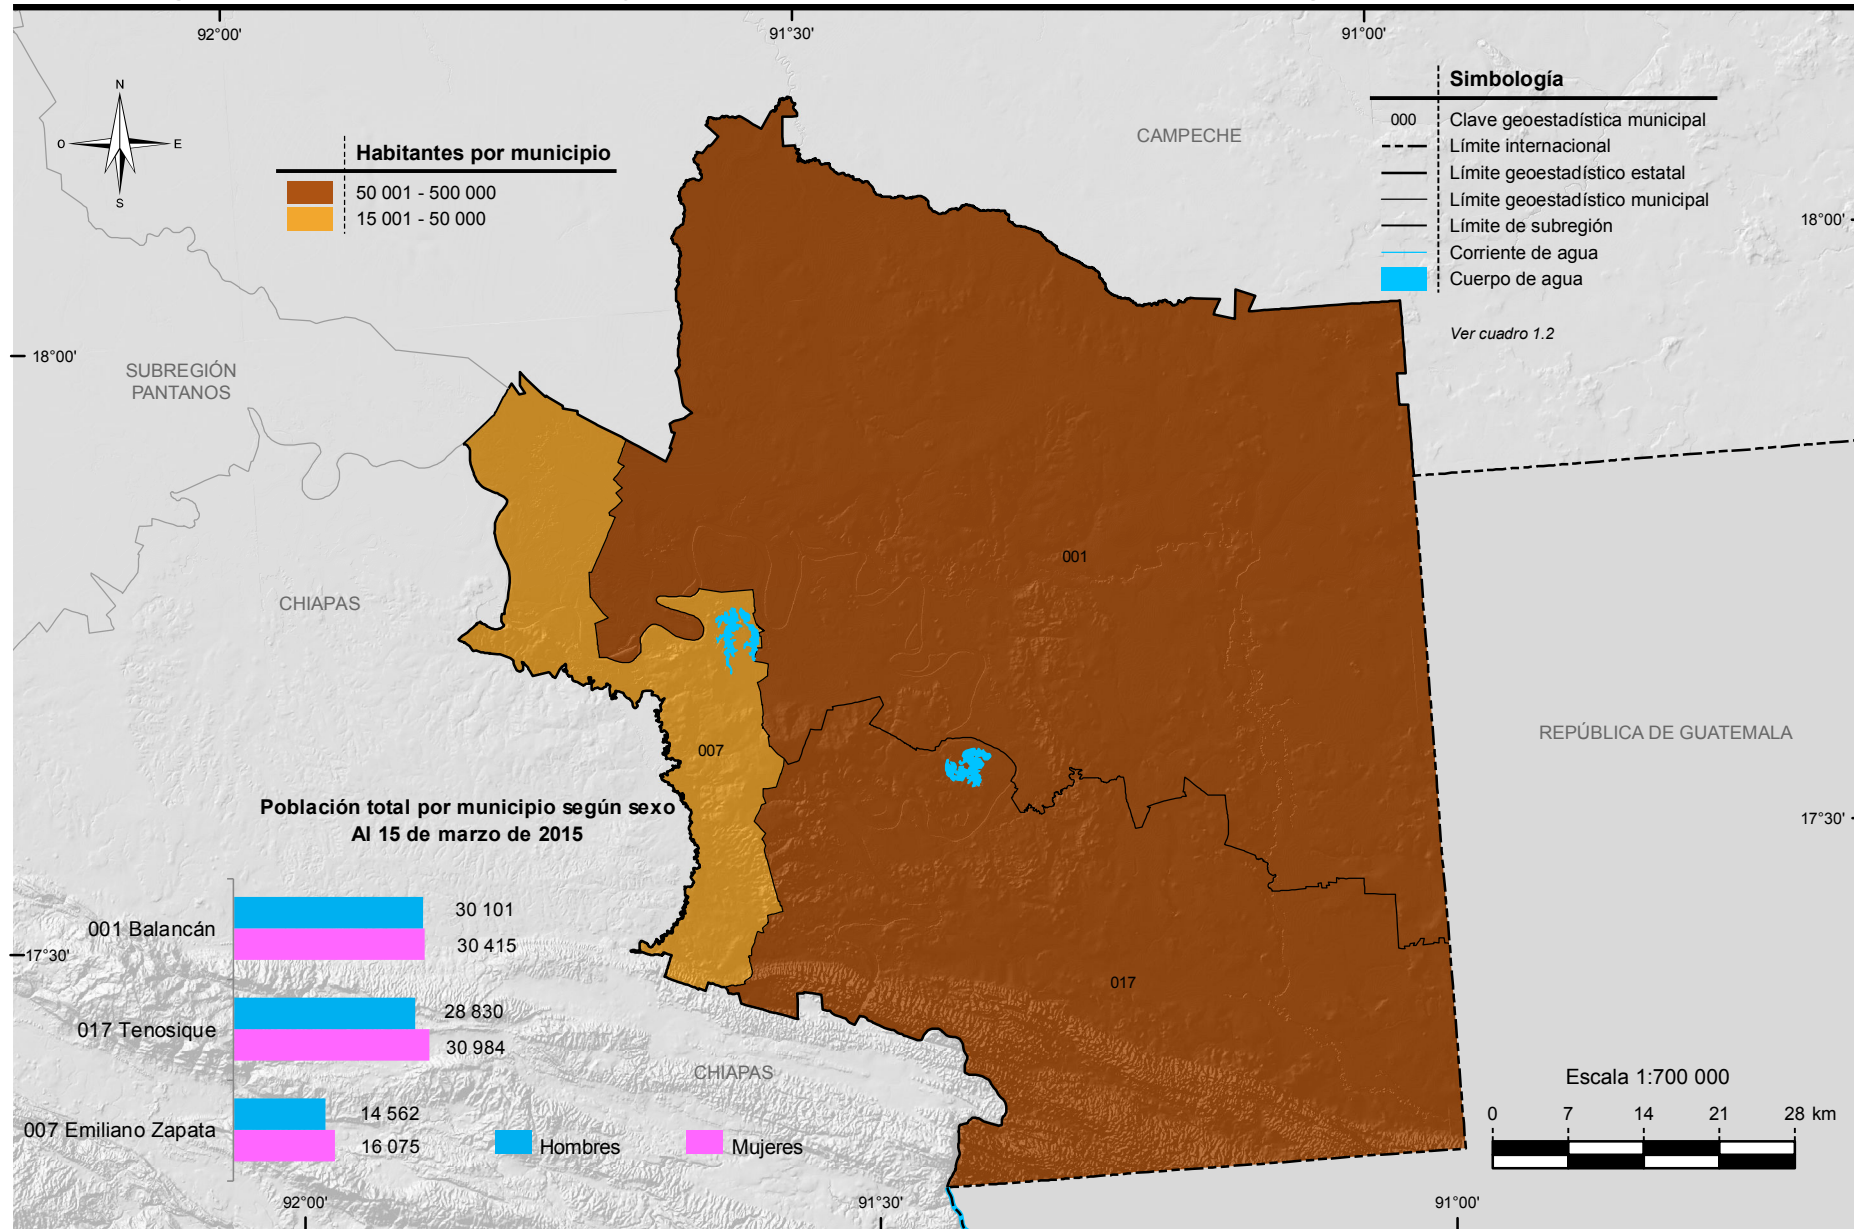 92°00'
91°30'
91°00'
N
O
E
S
Habitantes por municipio
50 001 - 500 000
15 001 - 50 000
CAMPECHE
Simbología
000 Clave geoestadística municipal
Límite internacional
Límite geoestadístico estatal
Límite geoestadístico municipal
Límite de subregión
Corriente de agua
Cuerpo de agua
Ver cuadro 1.2
18°00'
18°00'
SUBREGIÓN
PANTANOS
CHIAPAS
001
007
REPÚBLICA DE GUATEMALA
17°30'
Población total por municipio según sexo
Al 15 de marzo de 2015
001 Balancán
30 101
30 415
017 Tenosique
28 830
30 984
007 Emiliano Zapata
14 562
16 075
Hombres
Mujeres
17°30'
017
CHIAPAS
Escala 1:700 000
0 7 14 21 28 km
92°00'
91°30'
91°00'